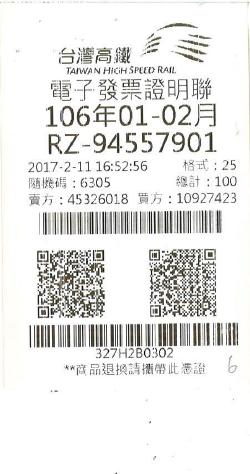 台灣高鐵
TAIWAN HIGH SPEED RAIL
電子發票證明聯
106年01-02月
RZ-94557901
2017-2-11 16:52:56 格式:25
隨機碼:6305 總計:100
賣方:45326018 買方:10927423
327H2B0302
**商品退換請攜帶此憑證
6